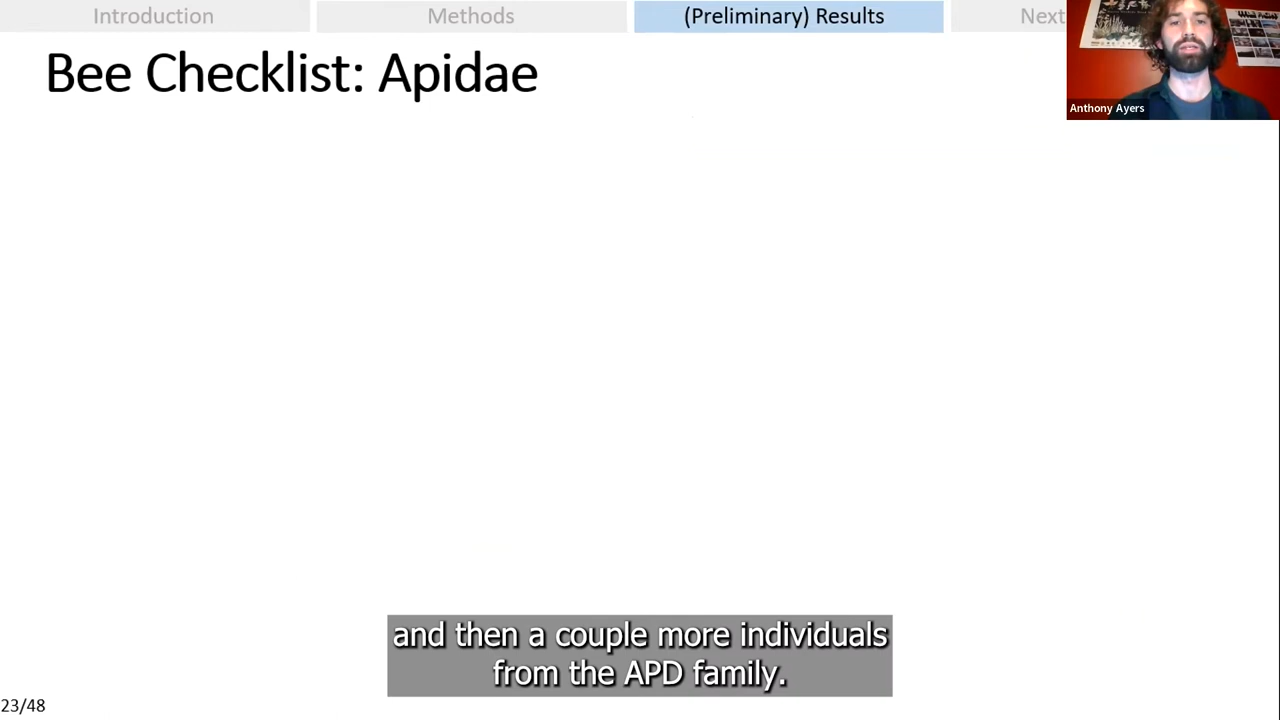 Introduction
Methods
(Preliminary) Results
Next
Bee Checklist: Apidae
Anthony Ayers
and then a couple more individuals
from the APD family.
23/48